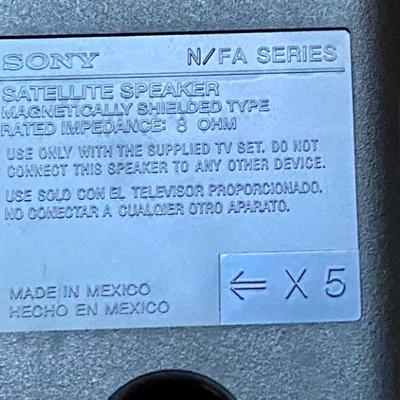 SONY N/FA SERIES
SATELLITE SPEAKER
MAGNETICALLY SHIELDED TYPE
RATED IMPEDANCE: 8 OHM
USE ONLY WITH THE SUPPLIED TV SET. DO NOT
CONNECT THIS SPEAKER TO ANY OTHER DEVICE.
USE SOLO CON EL TELEVISOR PROPORCIONADO.
NO CONECTAR A CUALQIER OTRO APARATO.
MADE IN MEXICO
HECHO EN MEXICO
⇐ X 5